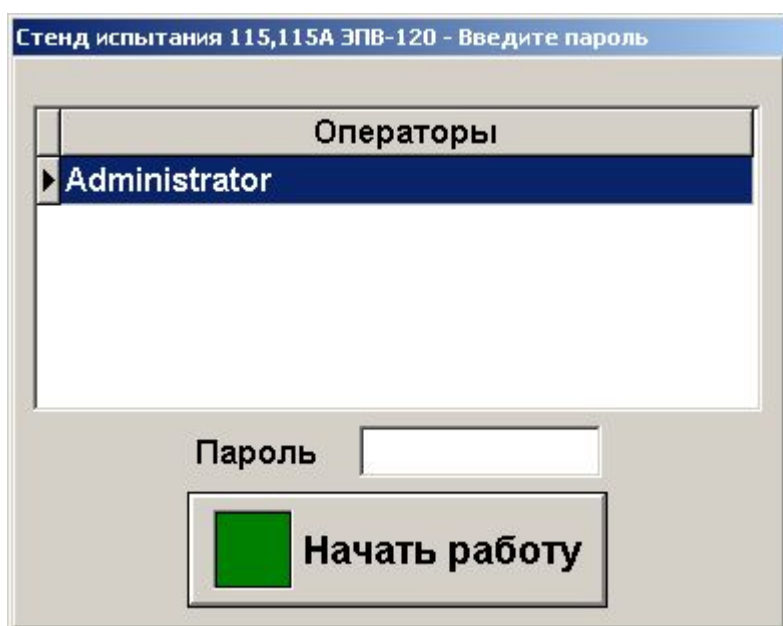 Стенд испытания 115,115А ЭПВ-120 - Введите пароль
Операторы
Administrator
Пароль
Начать работу